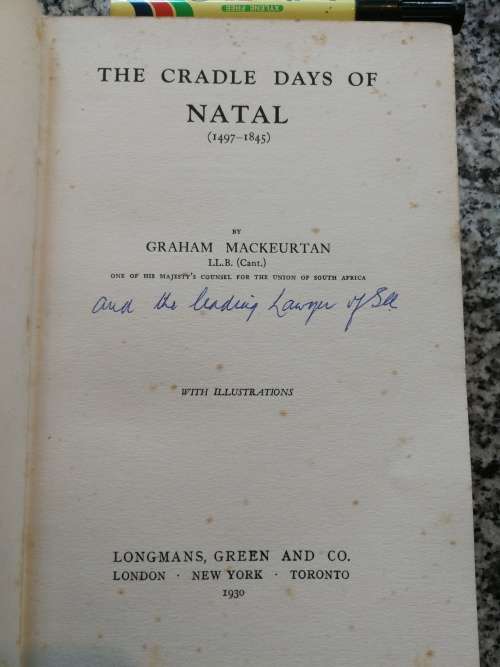 XYLENE FREE
THE CRADLE DAYS OF
NATAL
(1497–1845)
BY
GRAHAM MACKEURTAN
LL.B. (Cant.)
ONE OF HIS MAJESTY'S COUNSEL FOR THE UNION OF SOUTH AFRICA
and the leading Lawyer of
WITH ILLUSTRATIONS
LONGMANS, GREEN AND CO.
LONDON · NEW YORK · TORONTO
1930